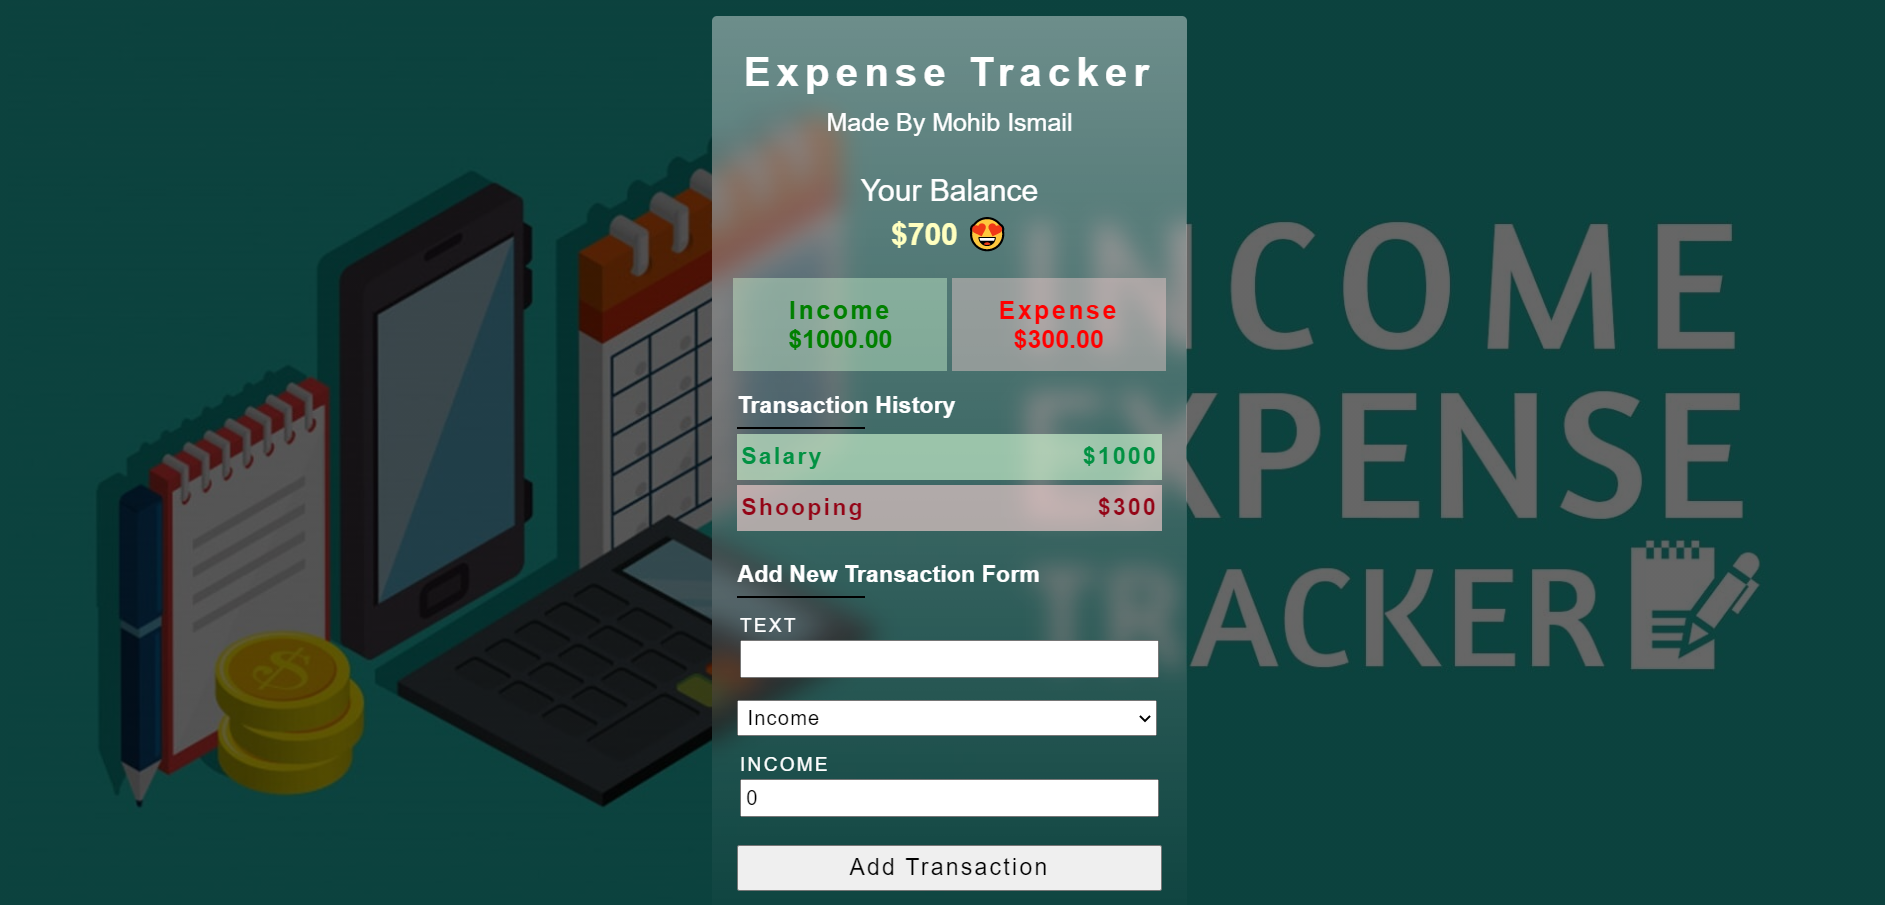 Expense Tracker
Made By Mohib Ismail
Your Balance
$700 😍
Income
$1000.00
Expense
$300.00
Transaction History
Salary $1000
Shooping $300
Add New Transaction Form
TEXT
Income
INCOME
0
Add Transaction
INCOME
EXPENSE
TRACKER
$